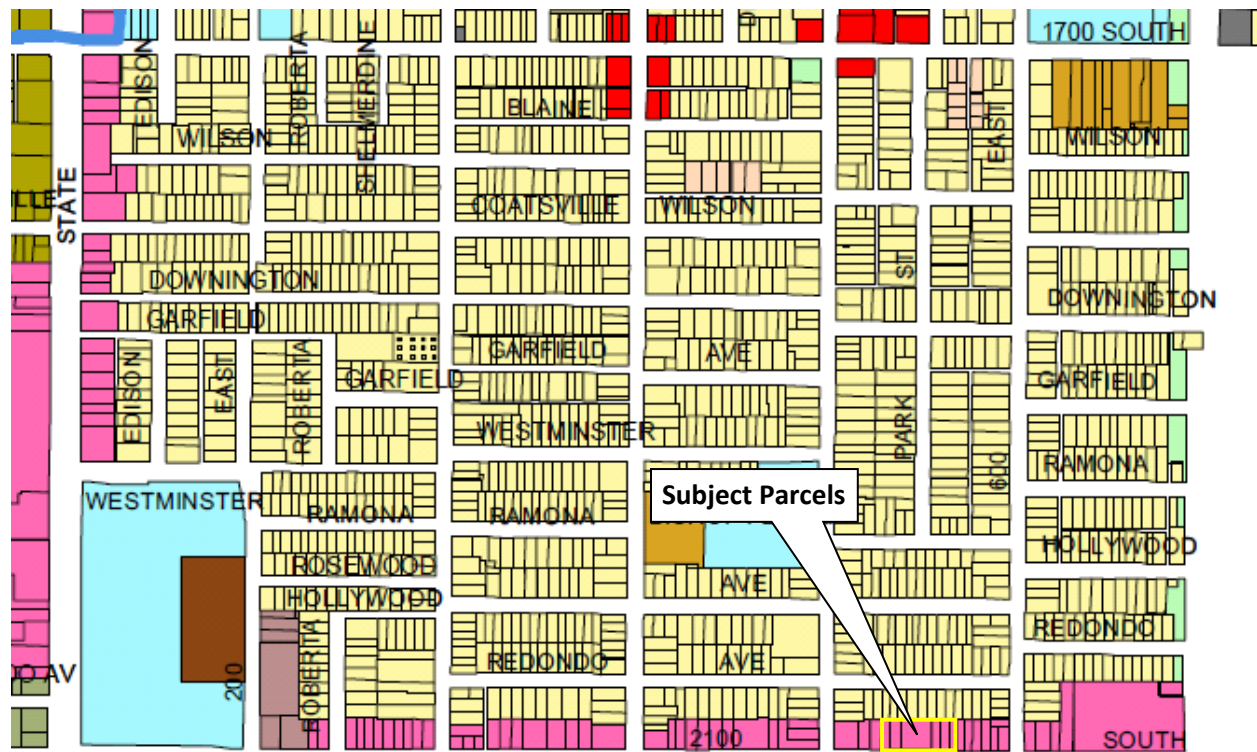 1700 SOUTH
EDISON
ROBERTA
SHELMERDINE
BLAINE
WILSON
EAST
WILSON
STATE
COATSVILLE
WILSON
ST
DOWNINGTON
DOWNINGTON
GARFIELD
GARFIELD
AVE
GARFIELD
EDISON
EAST
ROBERTA
GARFIELD
WESTMINSTER
PARK
600
RAMONA
Subject Parcels
WESTMINSTER
RAMONA
RAMONA
HOLLYWOOD
ROSEWOOD
AVE
HOLLYWOOD
REDONDO
REDONDO
AVE
AV
200
ROBERTA
2100
SOUTH